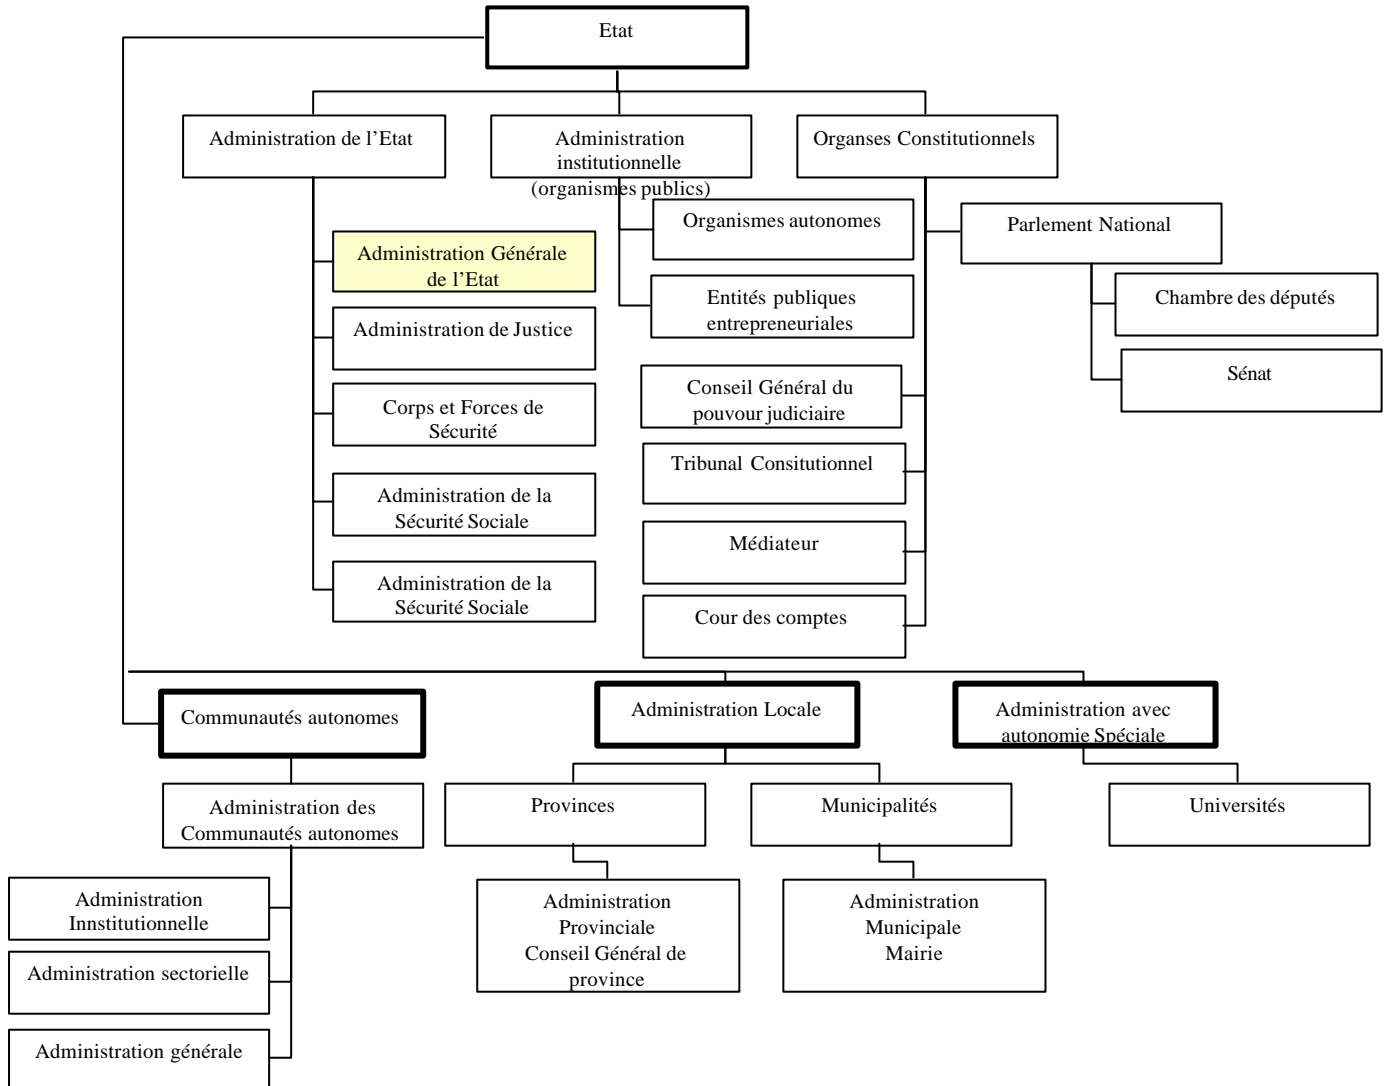 Etat
Administration de l’Etat
Administration
institutionnelle
(organismes publics)
Organses Constitutionnels
Organismes autonomes
Parlement National
Administration Générale
de l’Etat
Entités publiques
entrepreneuriales
Chambre des députés
Administration de Justice
Sénat
Corps et Forces de
Sécurité
Conseil Général du
pouvour judiciaire
Tribunal Consitutionnel
Administration de la
Sécurité Sociale
Médiateur
Administration de la
Sécurité Sociale
Cour des comptes
Communautés autonomes
Administration Locale
Administration avec
autonomie Spéciale
Administration des
Communautés autonomes
Provinces
Municipalités
Universités
Administration
Innstitutionnelle
Administration
Provinciale
Conseil Général de
province
Administration
Municipale
Mairie
Administration sectorielle
Administration générale